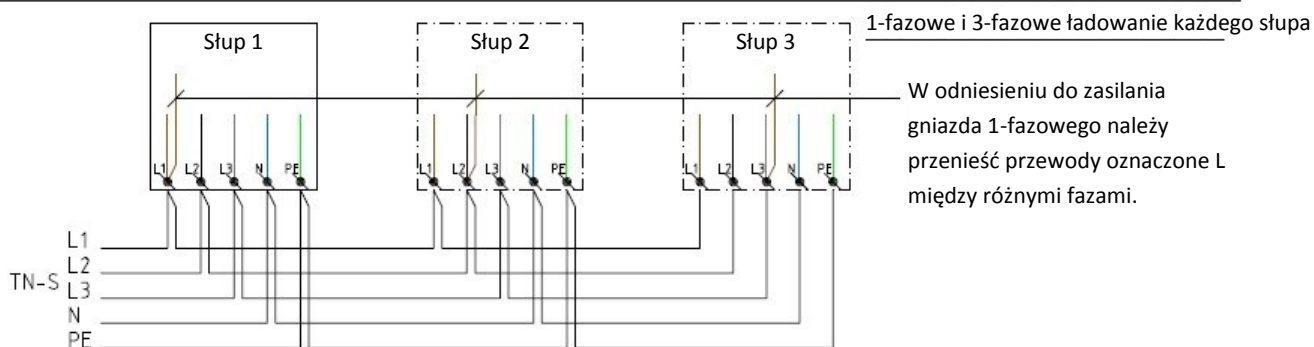 1-fazowe i 3-fazowe ładowanie każdego słupa
Słup 1
Słup 2
Słup 3
W odniesieniu do zasilania
gniazda 1-fazowego należy
przenieść przewody oznaczone L
między różnymi fazami.
L1 L2 L3 N PE
L1 L2 L3 N PE
L1 L2 L3 N PE
TN-S
L1
L2
L3
N
PE